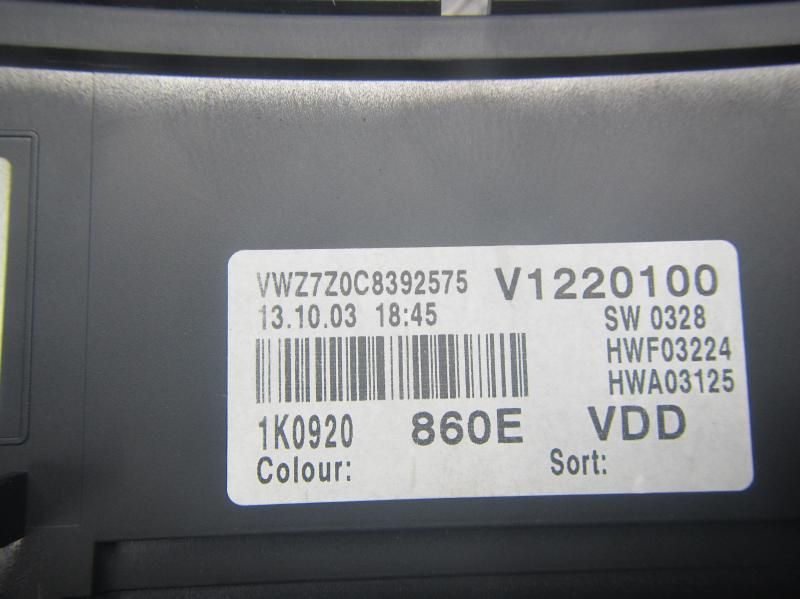 VWZ7Z0C8392575 V1220100
13.10.03 18:45 SW 0328
HWF03224
HWA03125
1K0920 860E VDD
Colour: Sort: